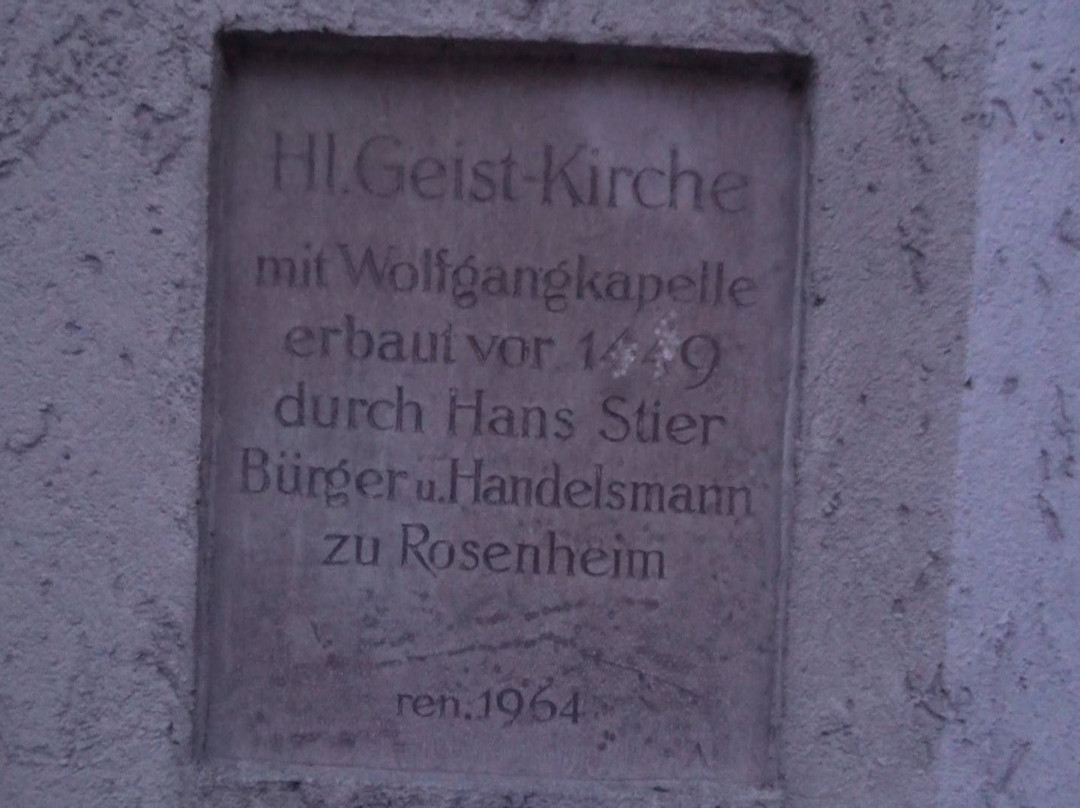 Hl. Geist-Kirche
mit Wolfgangkapelle
erbaut vor 1449
durch Hans Stier
Bürger u. Handelsmann
zu Rosenheim
ren. 1964